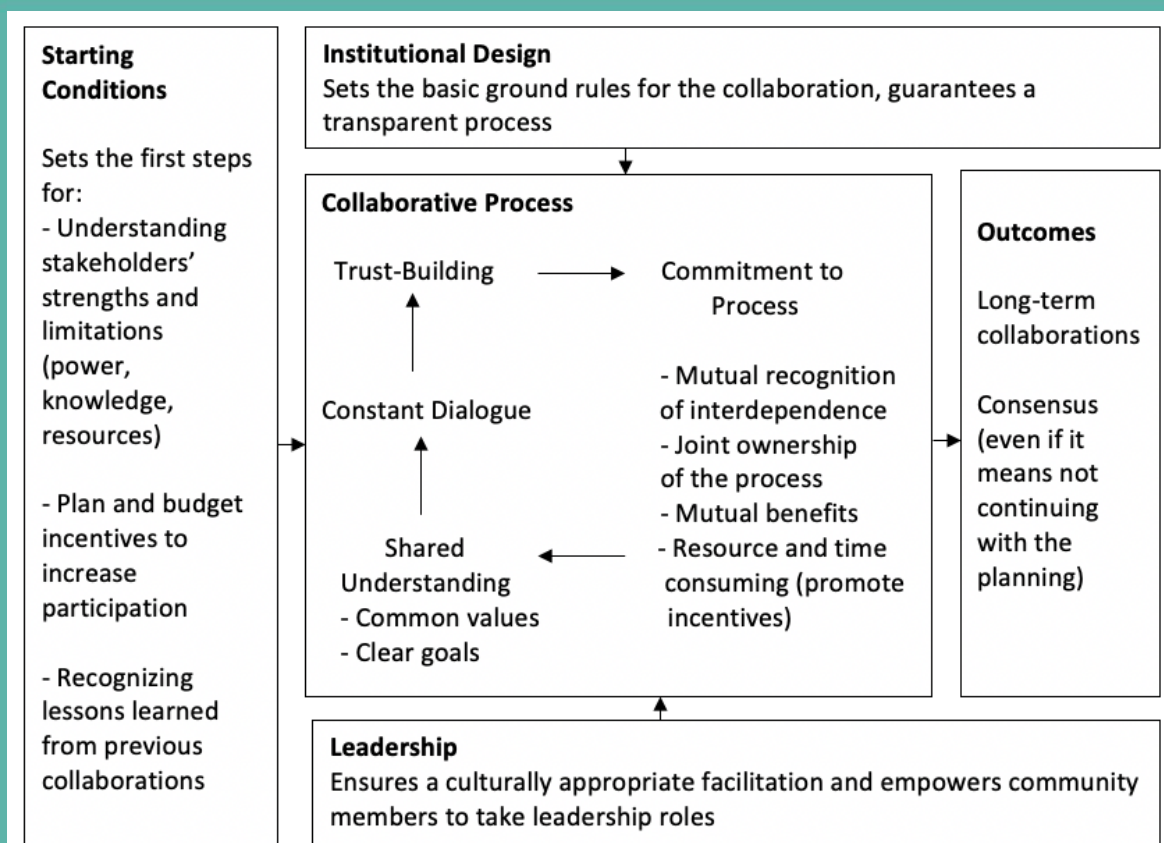 Starting
Conditions
Sets the first steps
for:
- Understanding
stakeholders’
strengths and
limitations
(power,
knowledge,
resources)
- Plan and budget
incentives to
increase
participation
- Recognizing
lessons learned
from previous
collaborations
Institutional Design
Sets the basic ground rules for the collaboration, guarantees a
transparent process
Collaborative Process
Trust-Building
Commitment to
Process
- Mutual recognition
of interdependence
- Joint ownership
of the process
- Mutual benefits
- Resource and time
consuming (promote
incentives)
Constant Dialogue
Shared
Understanding
- Common values
- Clear goals
Outcomes
Long-term
collaborations
Consensus
(even if it
means not
continuing
with the
planning)
Leadership
Ensures a culturally appropriate facilitation and empowers community
members to take leadership roles